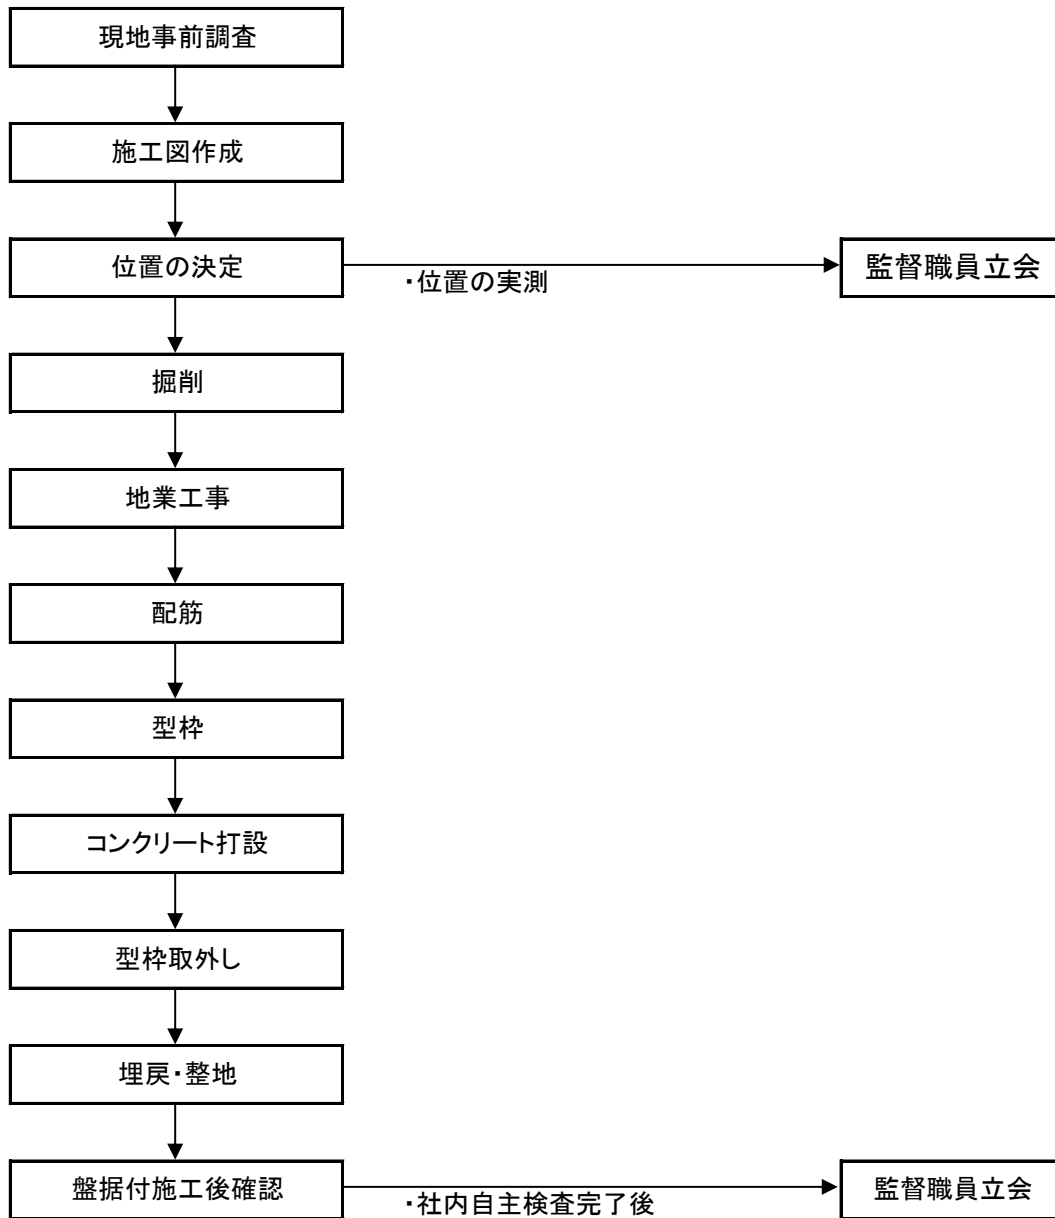 現地事前調査
施工図作成
位置の決定
・位置の実測
監督職員立会
掘削
地業工事
配筋
型枠
コンクリート打設
型枠取外し
埋戻・整地
盤据付施工後確認
・社内自主検査完了後
監督職員立会